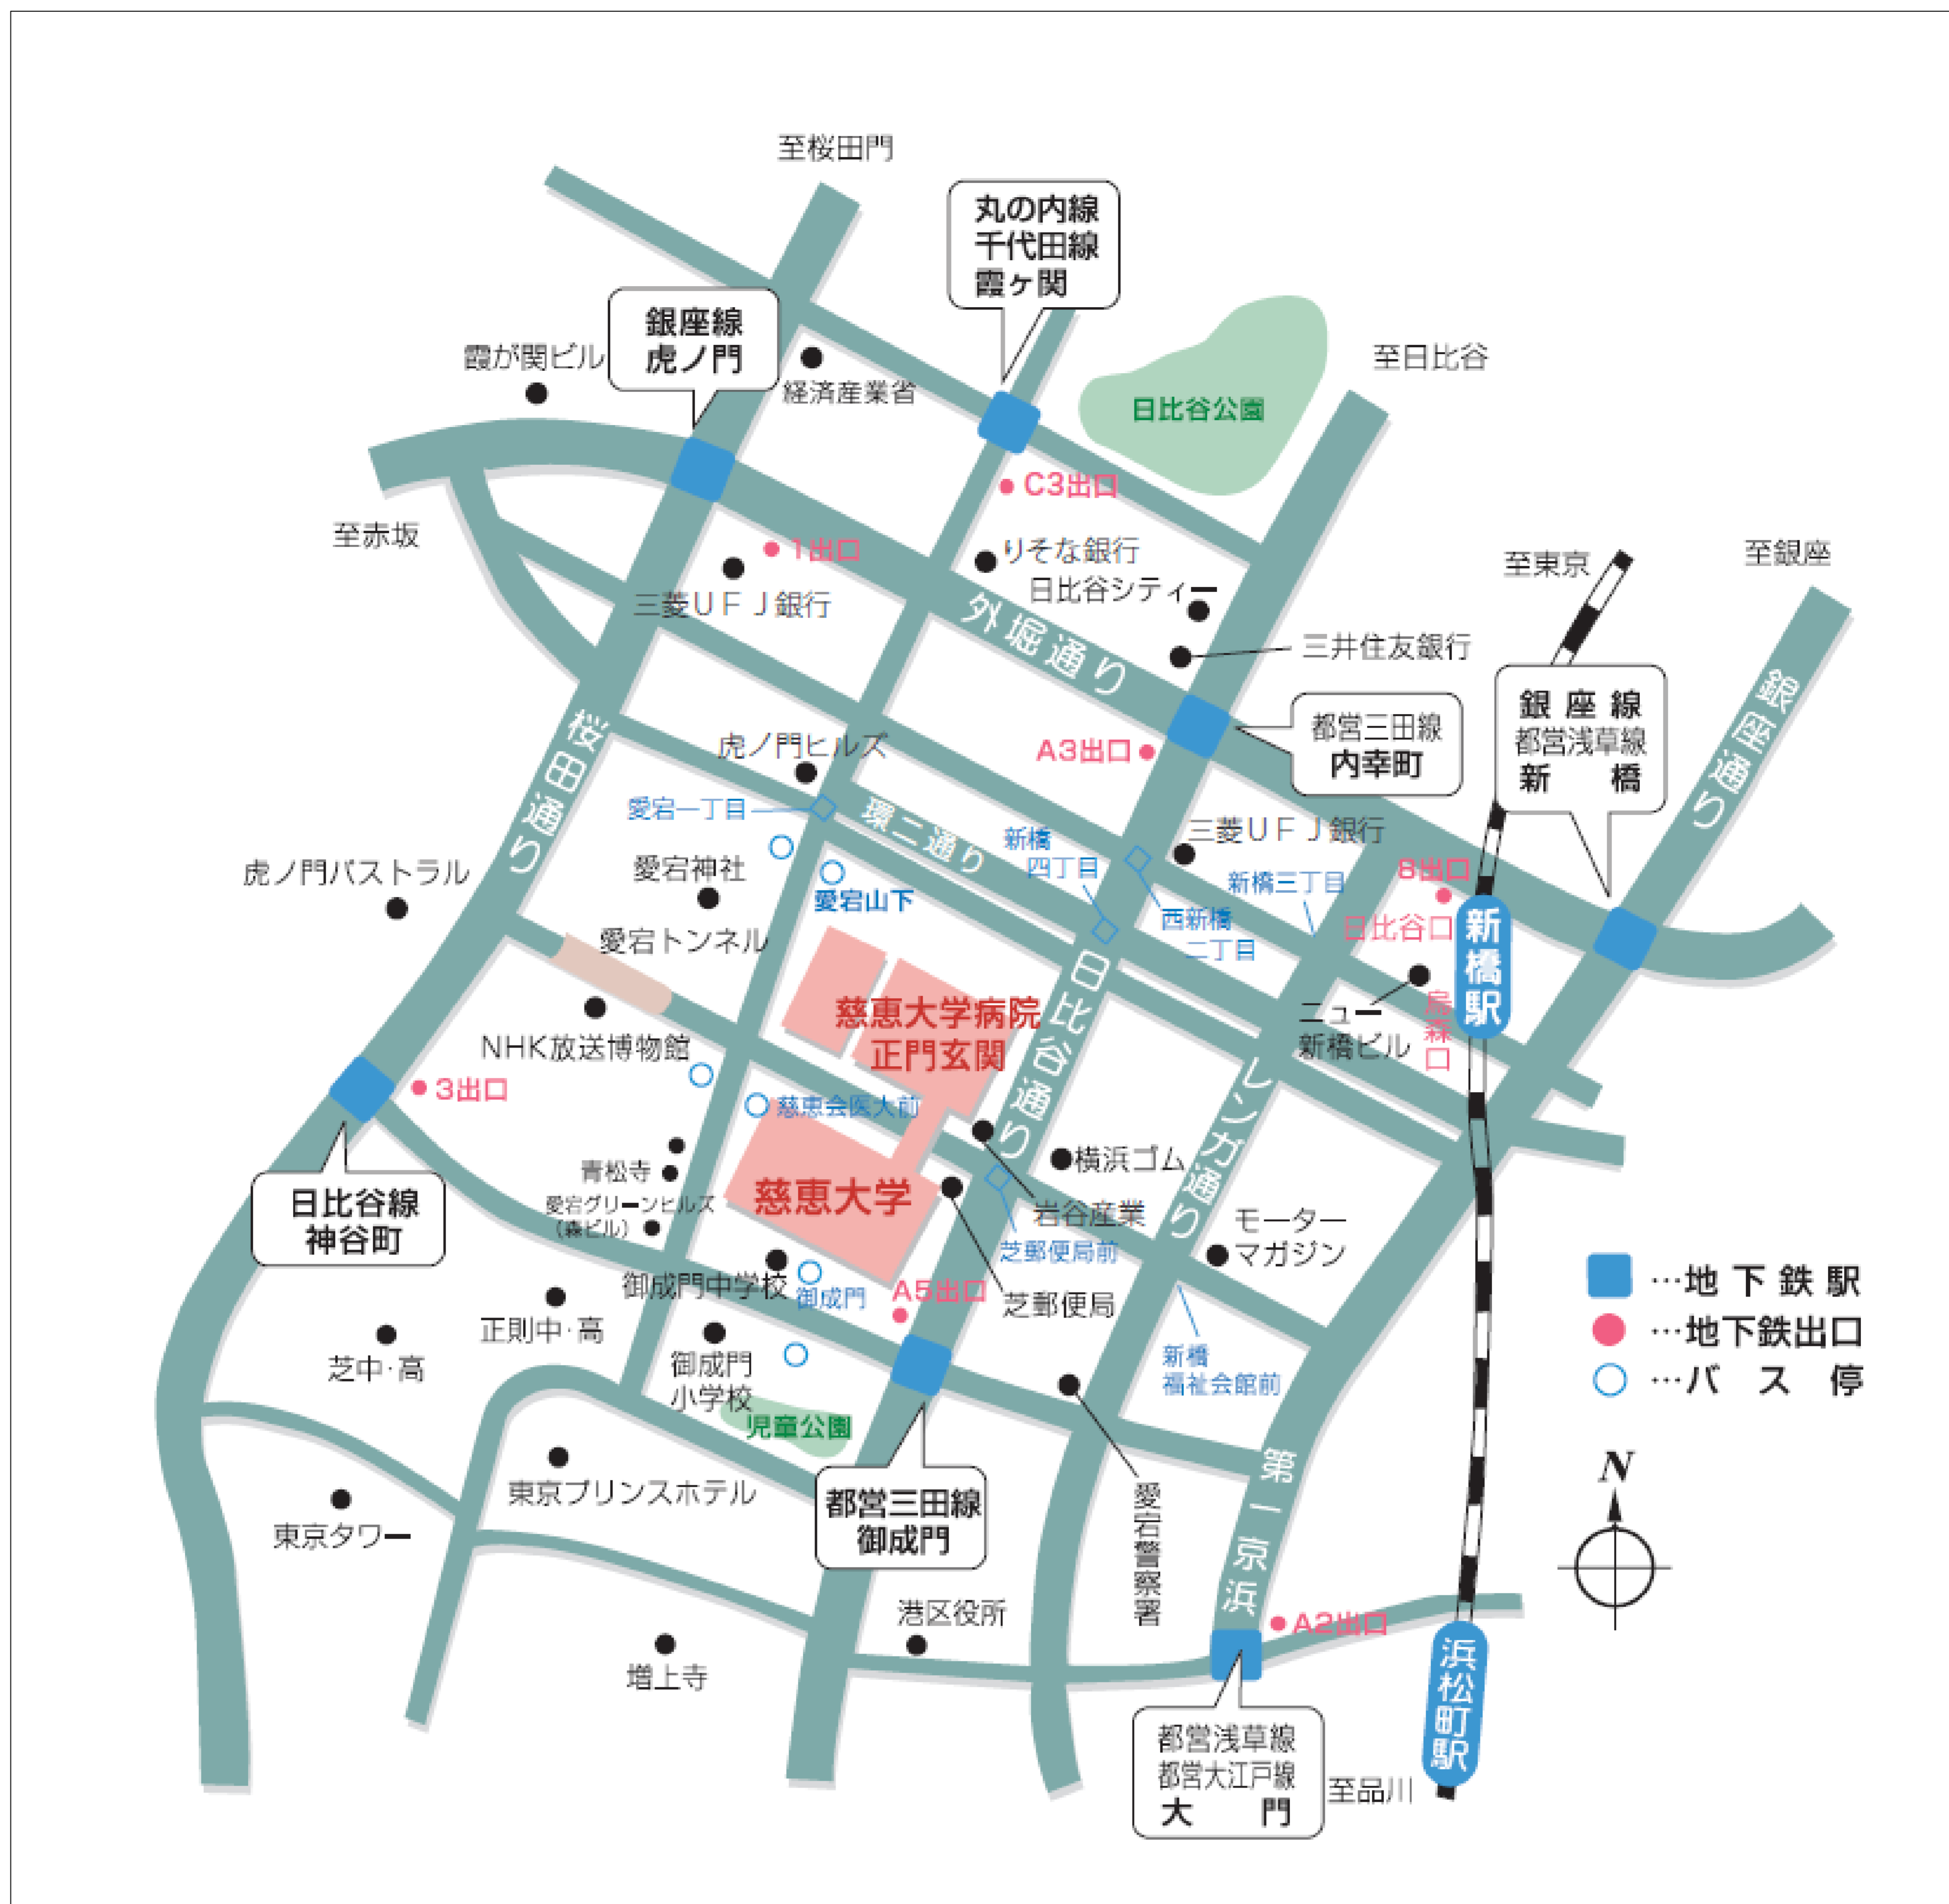 至桜田門
丸の内線
千代田線
霞ヶ関
銀座線
虎ノ門
霞が関ビル
経済産業省
至日比谷
日比谷公園
C3出口
至赤坂
1出口
りそな銀行
日比谷シティー
三菱UFJ銀行
至東京
至銀座
外堀通り
三井住友銀行
銀座線
都営浅草線
新橋
銀座通り
都営三田線
内幸町
桜田通り
虎ノ門ヒルズ
A3出口
愛宕一丁目
環二通り
新橋
四丁目
三菱UFJ銀行
8出口
新橋三丁目
虎ノ門パストラル
愛宕神社
愛宕山下
西新橋
二丁目
日比谷口
新橋駅
愛宕トンネル
日比谷通り
慈恵大学病院
正門玄関
ニュー
新橋ビル
烏森口
NHK放送博物館
3出口
慈恵会医大前
レンガ通り
横浜ゴム
青松寺
愛宕グリーンヒルズ
(森ビル)
慈恵大学
岩谷産業
モーター
マガジン
日比谷線
神谷町
芝郵便局前
御成門中学校
御成門
A5出口
芝郵便局
…地下鉄駅
…地下鉄出口
…バス停
正則中・高
芝中・高
御成門
小学校
新橋
福祉会館前
児童公園
第一京浜
N
東京プリンスホテル
都営三田線
御成門
愛宕警察署
東京タワー
港区役所
A2出口
増上寺
浜松町駅
都営浅草線
都営大江戸線
大門
至品川